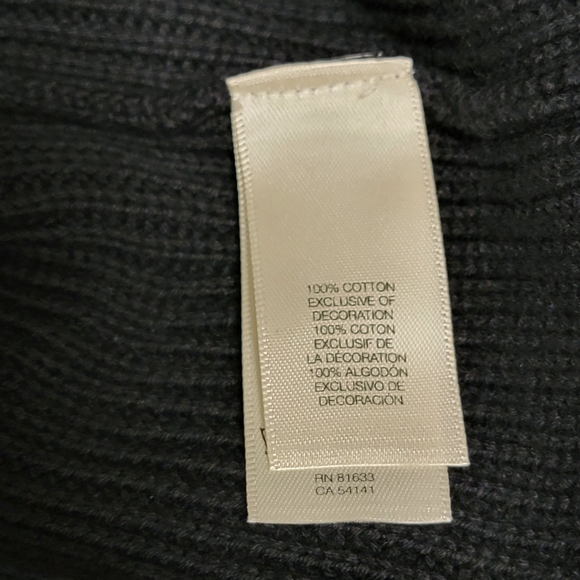 100% COTTON
EXCLUSIVE OF
DECORATION
100% COTON
EXCLUSIF DE
LA DÉCORATION
100% ALGODÓN
EXCLUSIVO DE
DECORACIÓN
RN 81633
CA 54141